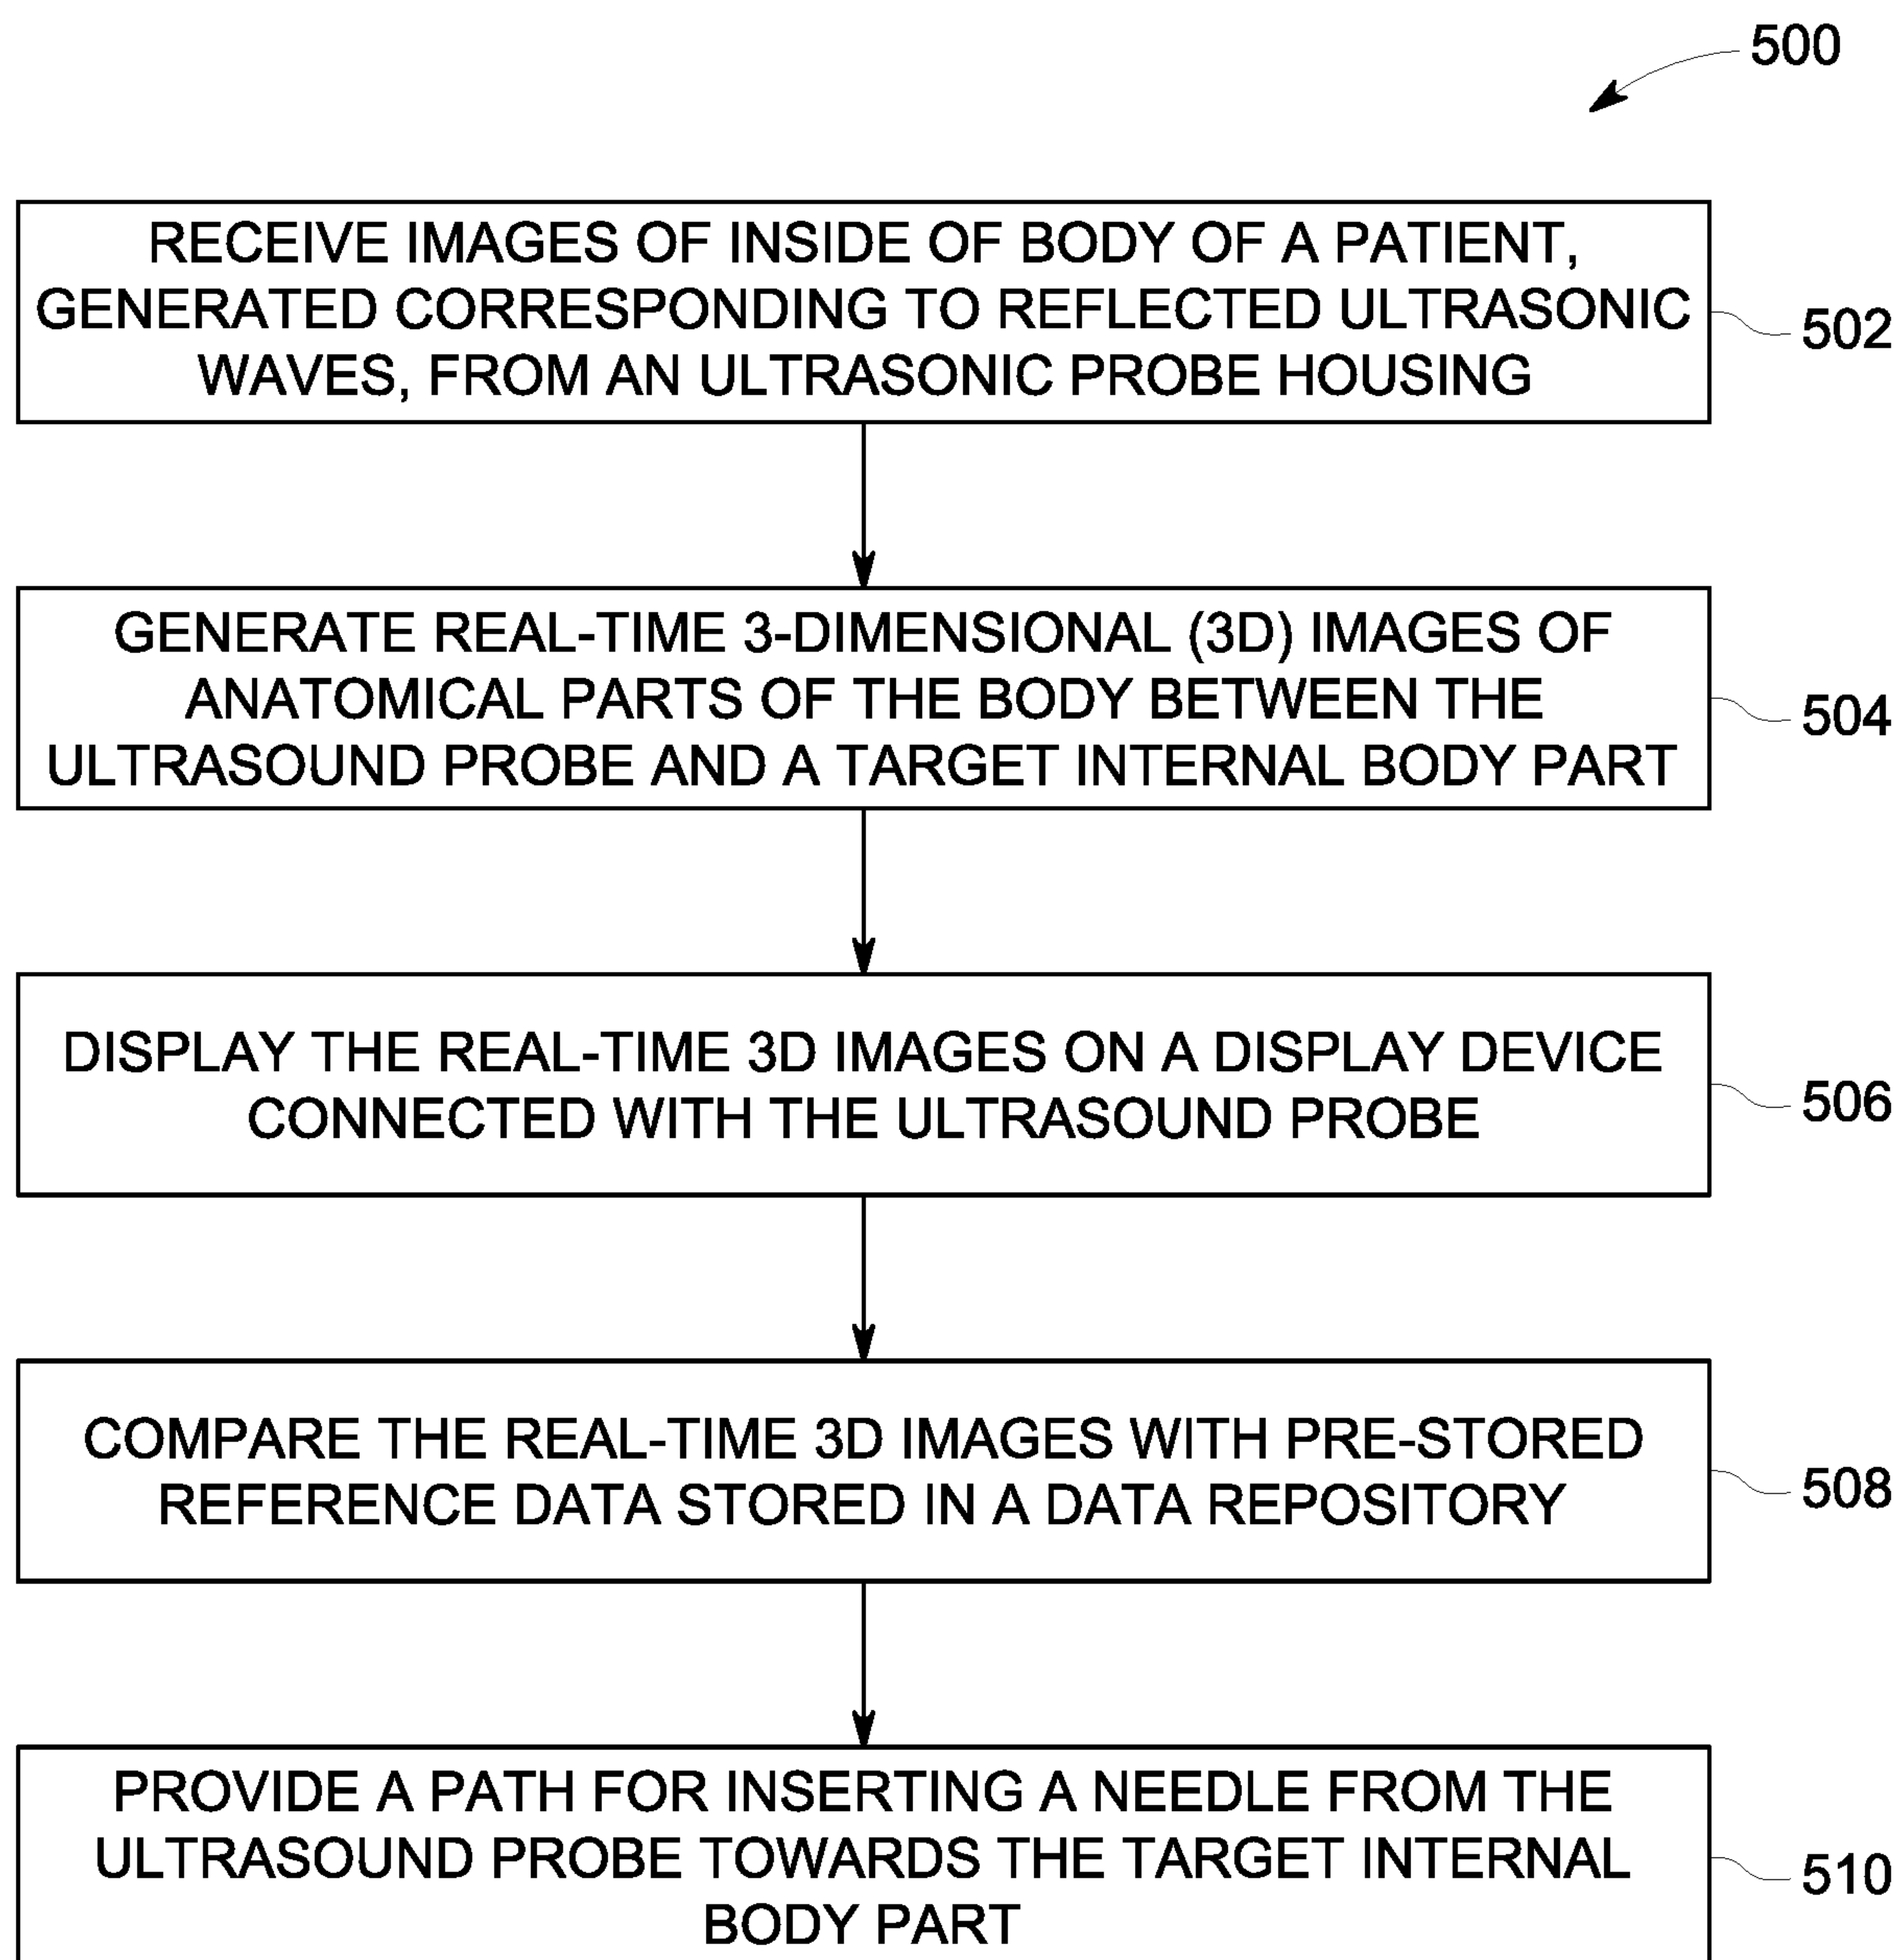 500
RECEIVE IMAGES OF INSIDE OF BODY OF A PATIENT,
GENERATED CORRESPONDING TO REFLECTED ULTRASONIC
WAVES, FROM AN ULTRASONIC PROBE HOUSING
502
GENERATE REAL-TIME 3-DIMENSIONAL (3D) IMAGES OF
ANATOMICAL PARTS OF THE BODY BETWEEN THE
ULTRASOUND PROBE AND A TARGET INTERNAL BODY PART
504
DISPLAY THE REAL-TIME 3D IMAGES ON A DISPLAY DEVICE
CONNECTED WITH THE ULTRASOUND PROBE
506
COMPARE THE REAL-TIME 3D IMAGES WITH PRE-STORED
REFERENCE DATA STORED IN A DATA REPOSITORY
508
PROVIDE A PATH FOR INSERTING A NEEDLE FROM THE
ULTRASOUND PROBE TOWARDS THE TARGET INTERNAL
BODY PART
510